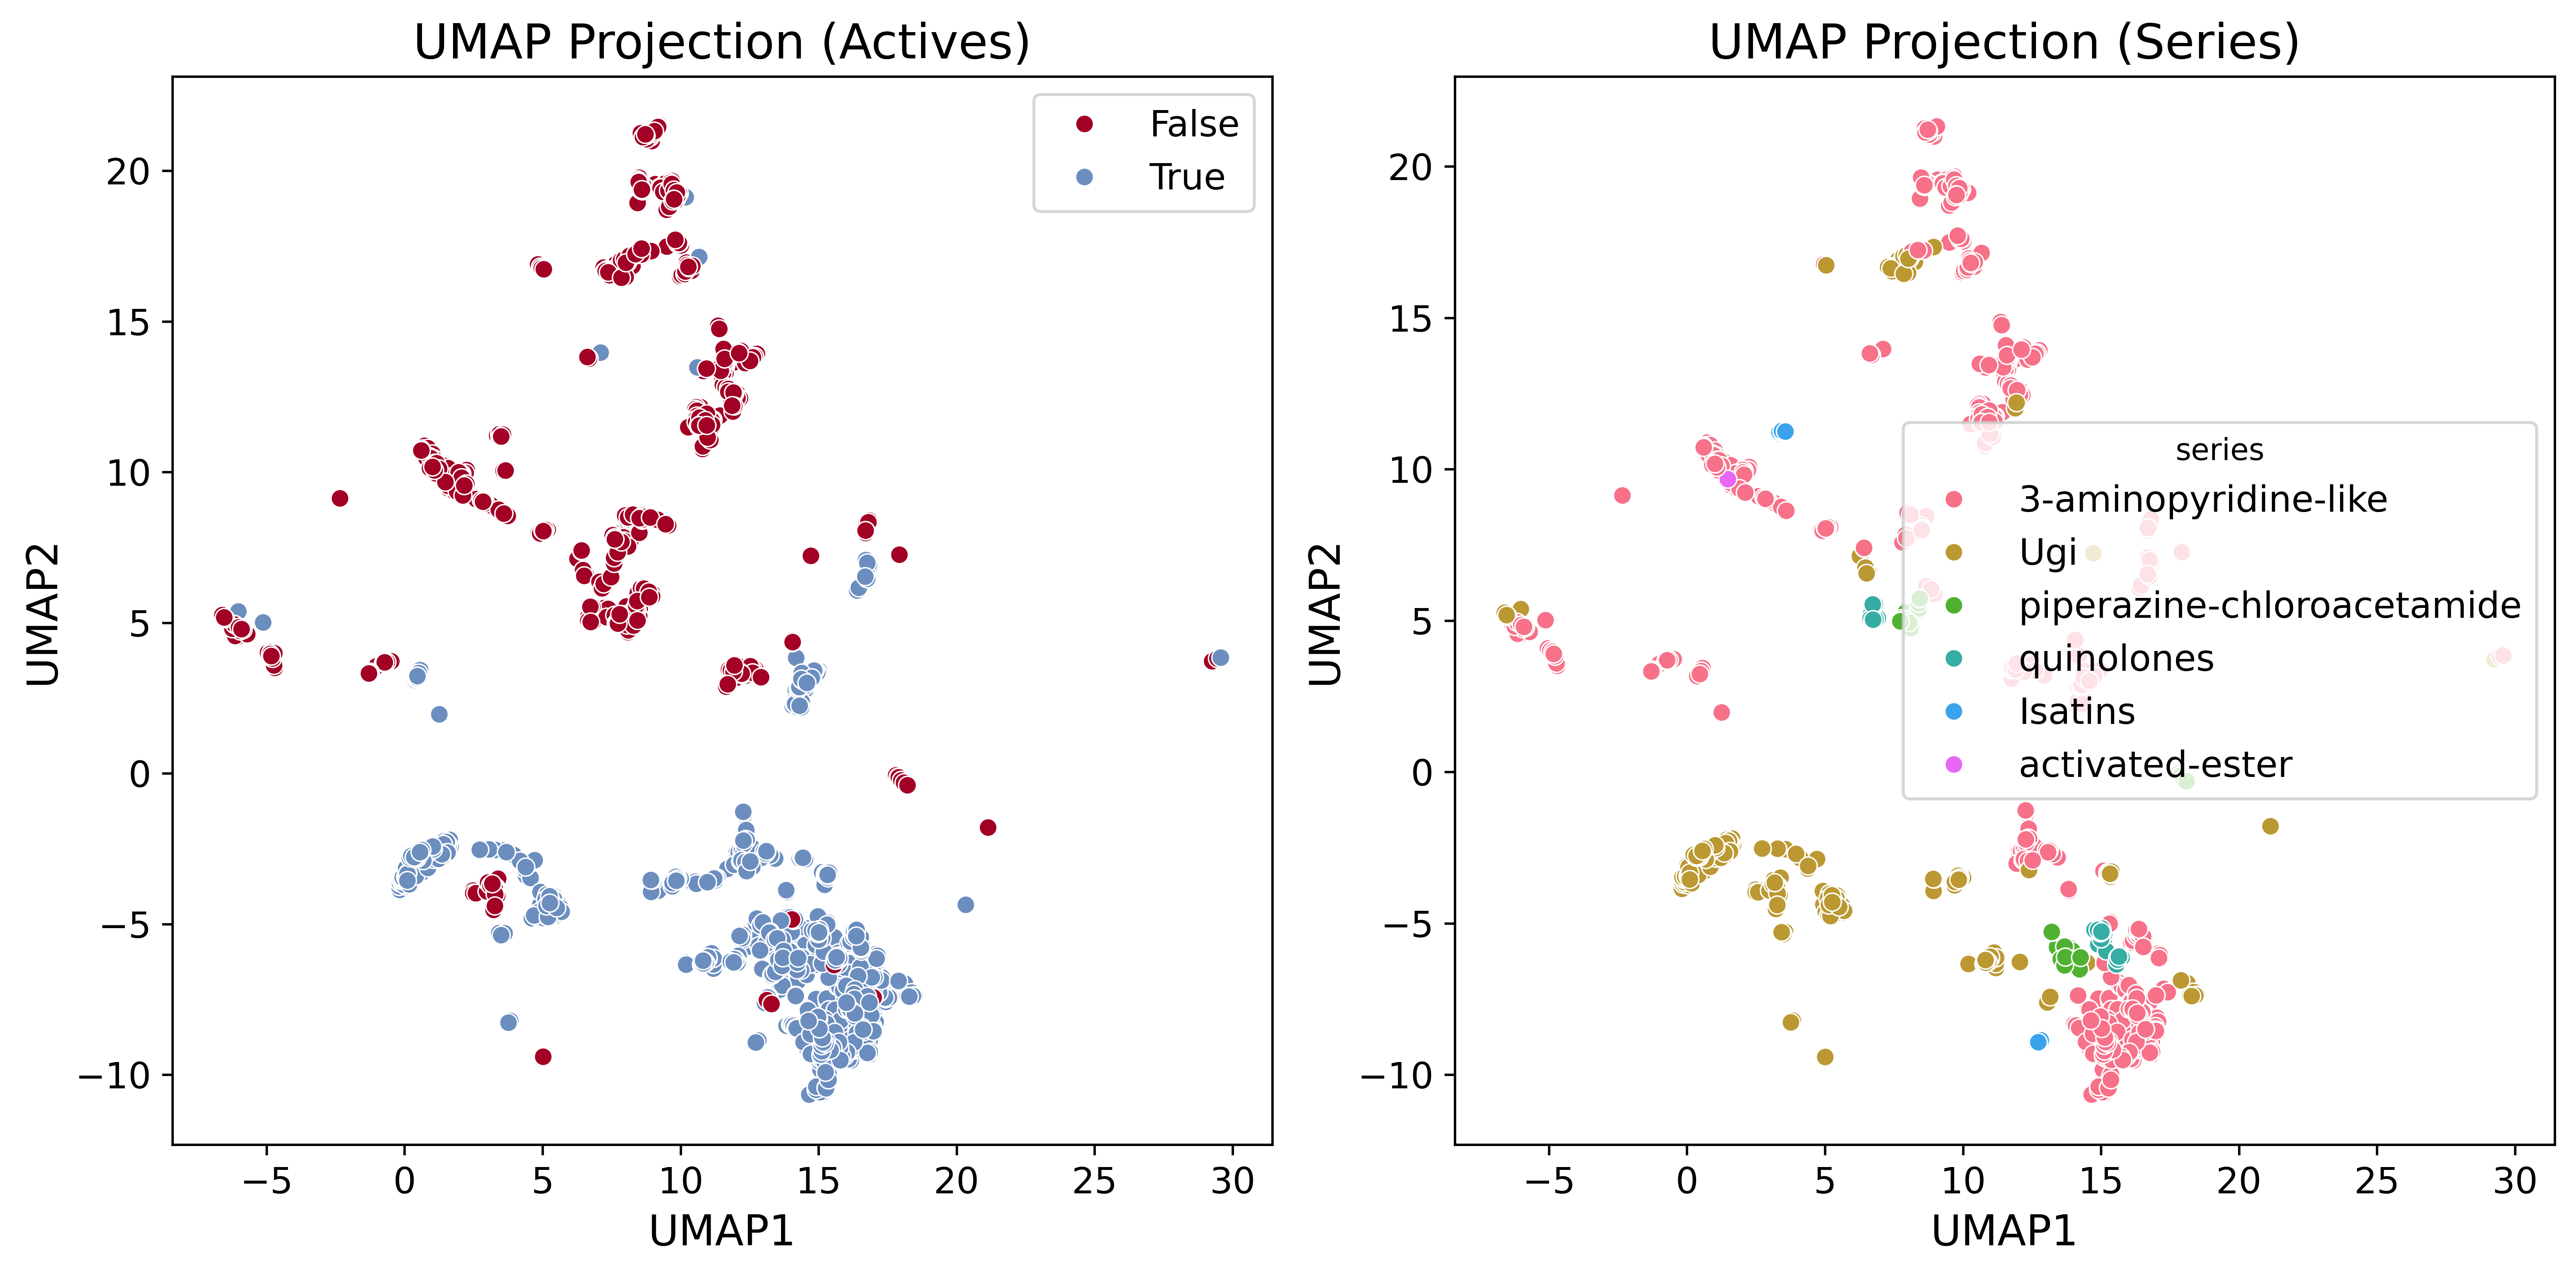 UMAP Projection (Actives)
False
True
20
15
10
5
0
−5
−10
UMAP2
−5
0
5
10
15
20
25
30
UMAP1
UMAP Projection (Series)
series
3-aminopyridine-like
Ugi
piperazine-chloroacetamide
quinolones
Isatins
activated-ester
20
15
10
5
0
−5
−10
UMAP2
−5
0
5
10
15
20
25
30
UMAP1